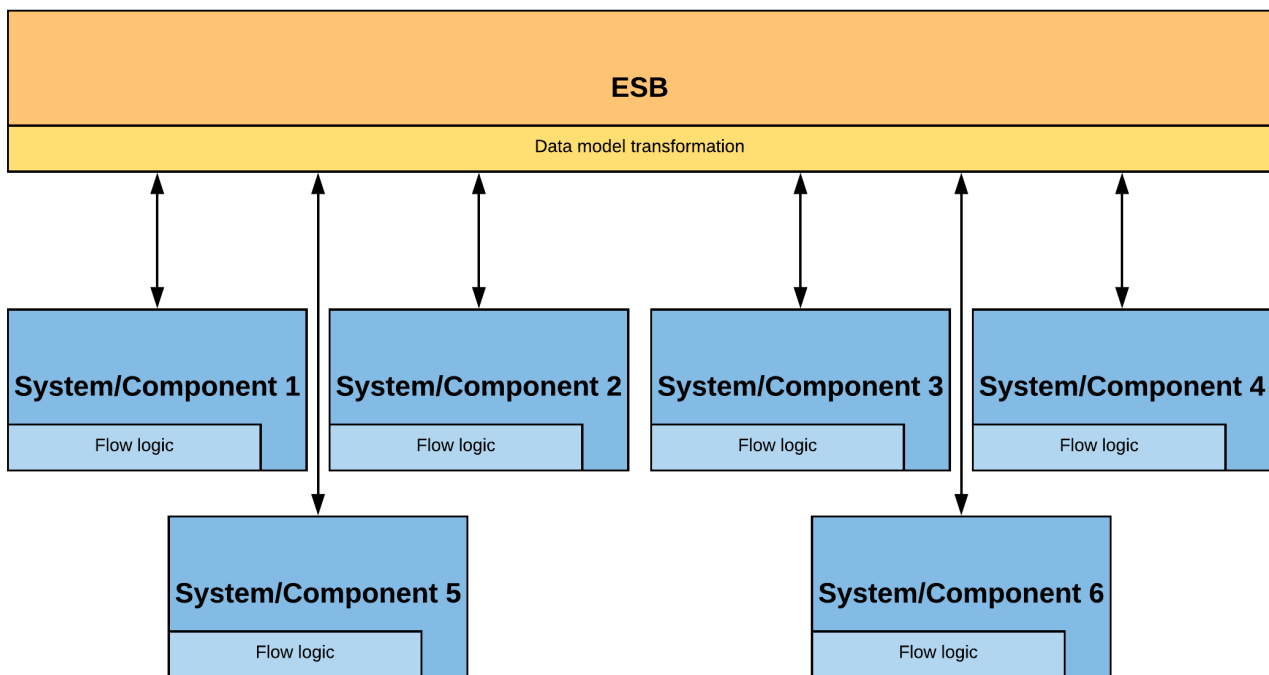 ESB
Data model transformation
System/Component 1
Flow logic
System/Component 2
Flow logic
System/Component 3
Flow logic
System/Component 4
Flow logic
System/Component 5
Flow logic
System/Component 6
Flow logic